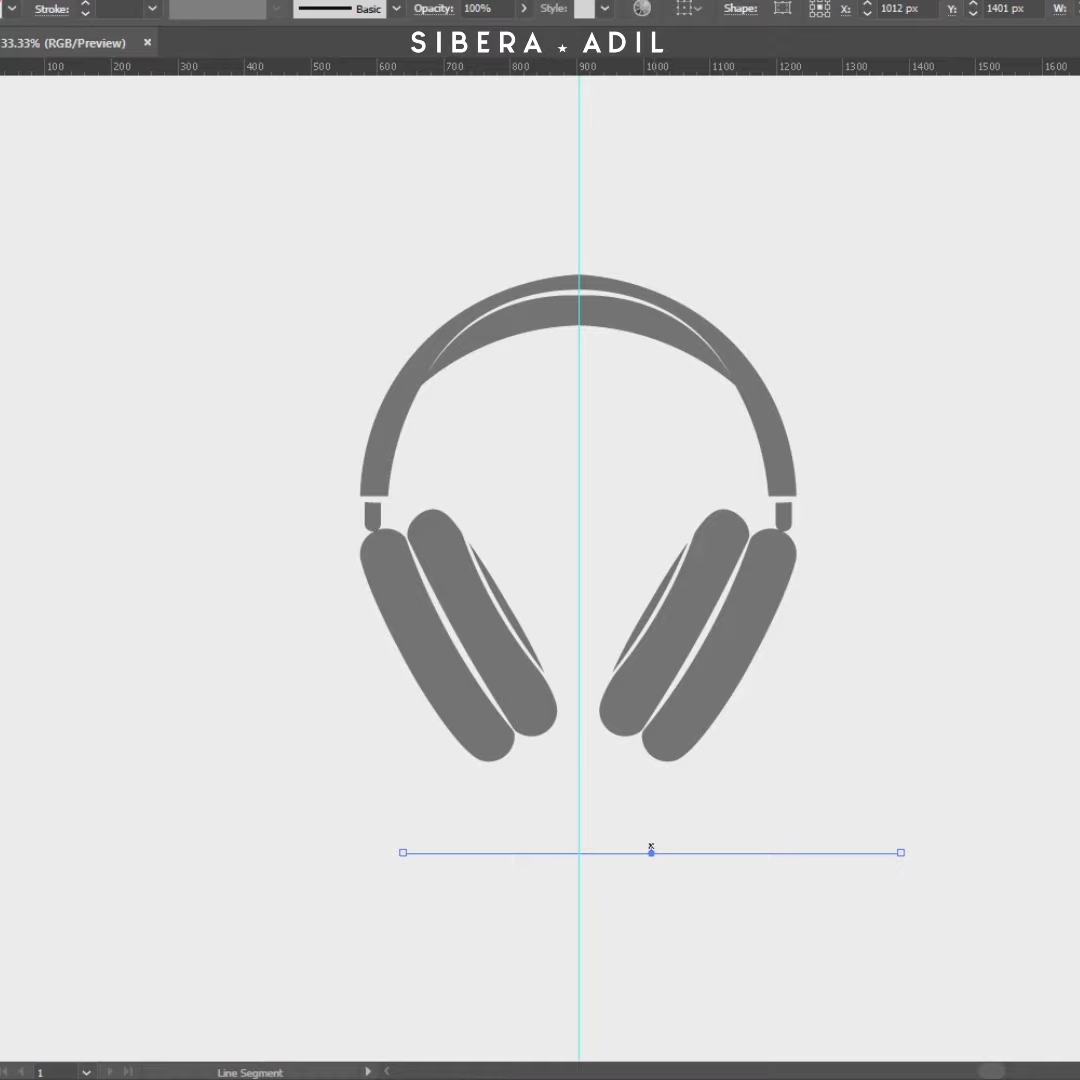 Stroke: Basic Opacity: 100% Style: Shape: X: 1012 px Y: 1401 px W:
33.33% (RGB/Preview) ×
SIBERA ★ ADIL
100 200 300 400 500 600 700 800 900 1000 1100 1200 1300 1400 1500 1600
1 Line Segment